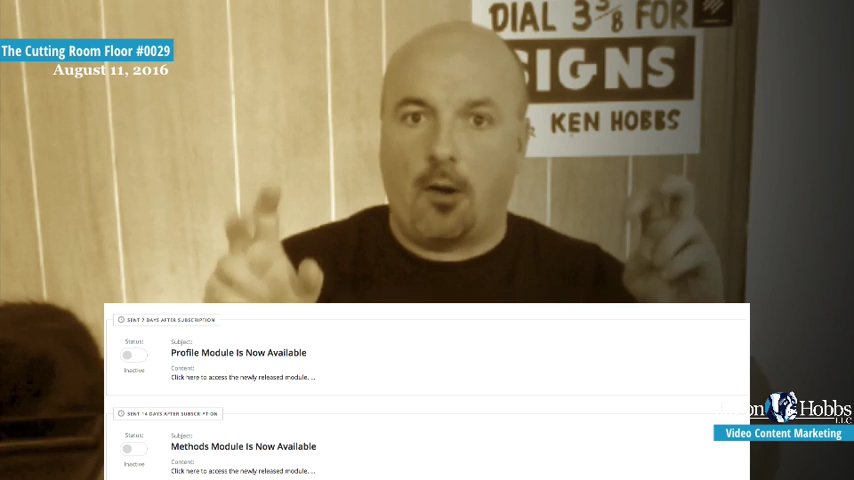 The Cutting Room Floor #0029
August 11, 2016
DIAL 3 3/8 FOR
SIGNS
KEN HOBBS
SENT 7 DAYS AFTER SUBSCRIPTION
Status:
Inactive
Subject:
Profile Module Is Now Available
Content:
Click here to access the newly released module. ...
SENT 14 DAYS AFTER SUBSCRIPTION
Status:
Inactive
Subject:
Methods Module Is Now Available
Content:
Click here to access the newly released module. ...
Hobbs
LLC
Video Content Marketing